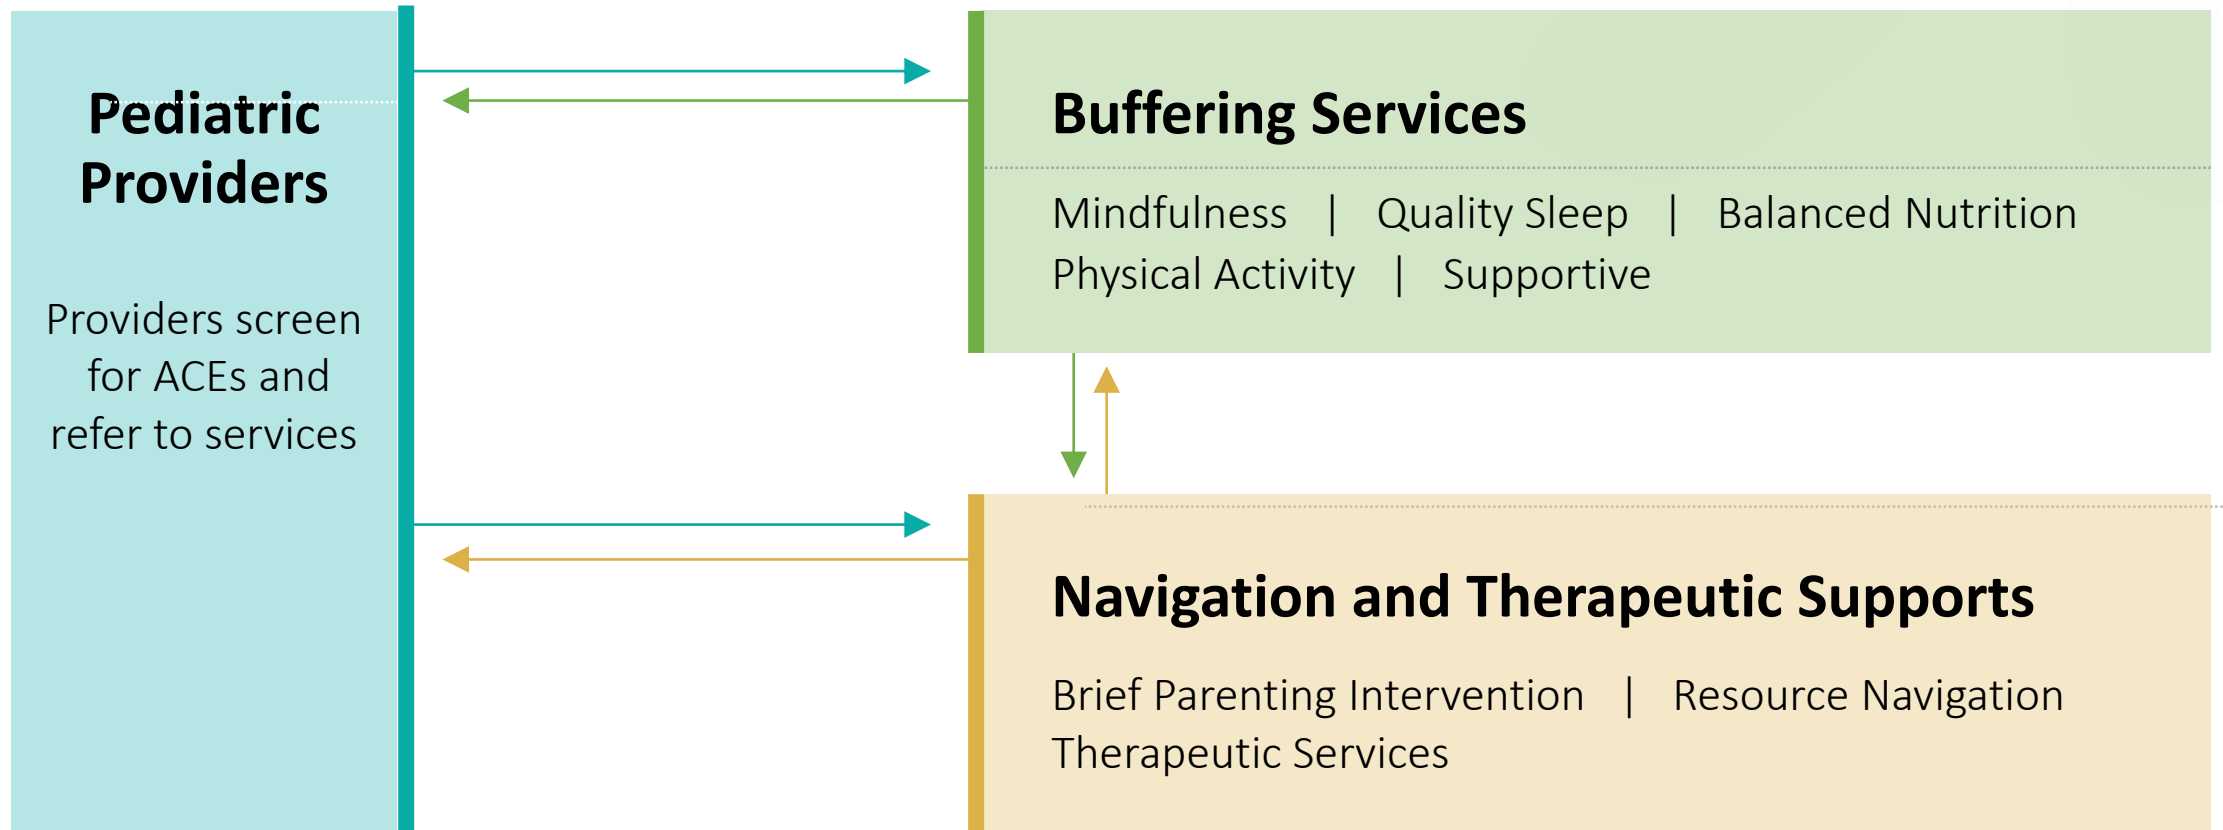 Pediatric
Providers
Providers screen
for ACEs and
refer to services
Buffering Services
Mindfulness | Quality Sleep | Balanced Nutrition
Physical Activity | Supportive
Navigation and Therapeutic Supports
Brief Parenting Intervention | Resource Navigation
Therapeutic Services